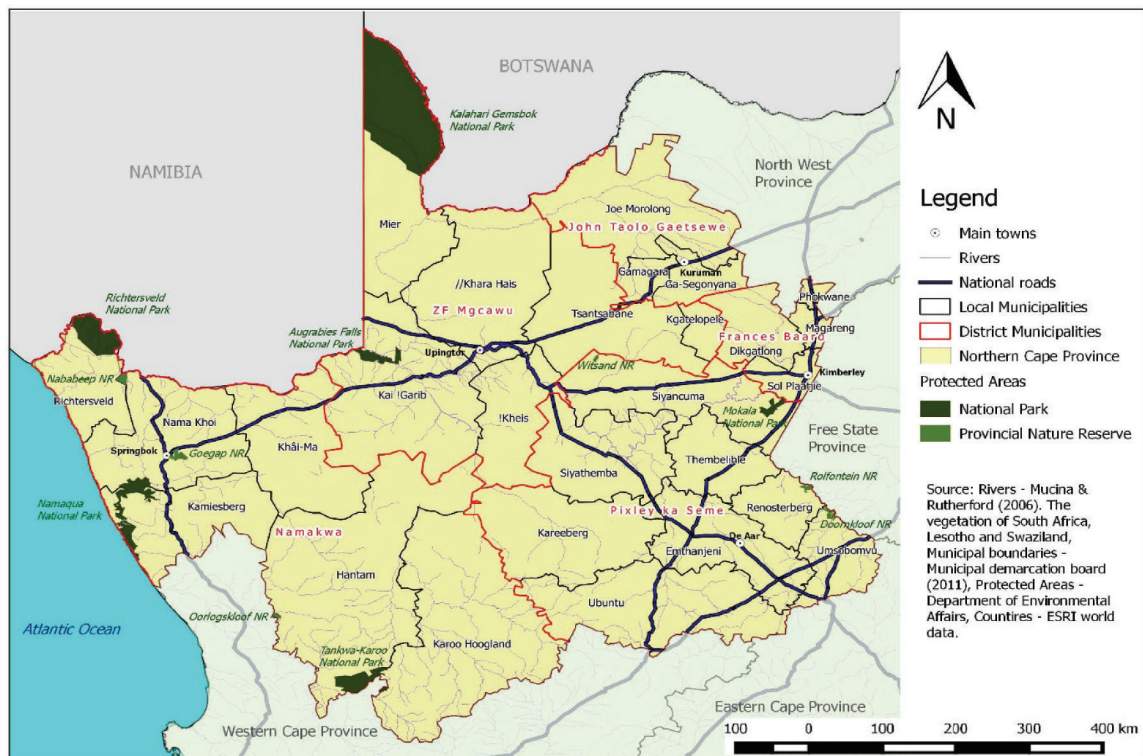 BOTSWANA
Kalahari Gemsbok
National Park
NAMIBIA
North West
Province
Mier
Joe Morolong
John Taolo Gaetsewe
Gamagara
Kuruman
Ga-Segonyana
//Khara Hais
Richtersveld
National Park
ZF Mgcawu
Tsantsabane
Kgatelopele
Phokwane
Magareng
Augrabies Falls
National Park
Upington
Frances Baard
Dikgatlong
Witsand NR
Kimberley
Sol Plaatjie
Nababeep NR
Richtersveld
Kai !Garib
!Kheis
Siyancuma
Mokala
National Park
Nama Khoi
Free State
Province
Khâi-Ma
Springbok
Goegap NR
Siyathemba
Thembelible
Rolfontein NR
Namaqua
National Park
Kamiesberg
Namakwa
Pixley ka Seme
Renosterberg
Doornkloof NR
Kareeberg
De Aar
Emthanjeni
Umsobomvu
Hantam
Ubuntu
Oorlogskloof NR
Atlantic Ocean
Karoo Hoogland
Tankwa-Karoo
National Park
Eastern Cape Province
Western Cape Province
N
Legend
Main towns
Rivers
National roads
Local Municipalities
District Municipalities
Northern Cape Province
Protected Areas
National Park
Provincial Nature Reserve
Source: Rivers - Mucina &
Rutherford (2006). The
vegetation of South Africa,
Lesotho and Swaziland,
Municipal boundaries -
Municipal demarcation board
(2011), Protected Areas -
Department of Environmental
Affairs, Countires - ESRI world
data.
100 0 100 200 300 400 km